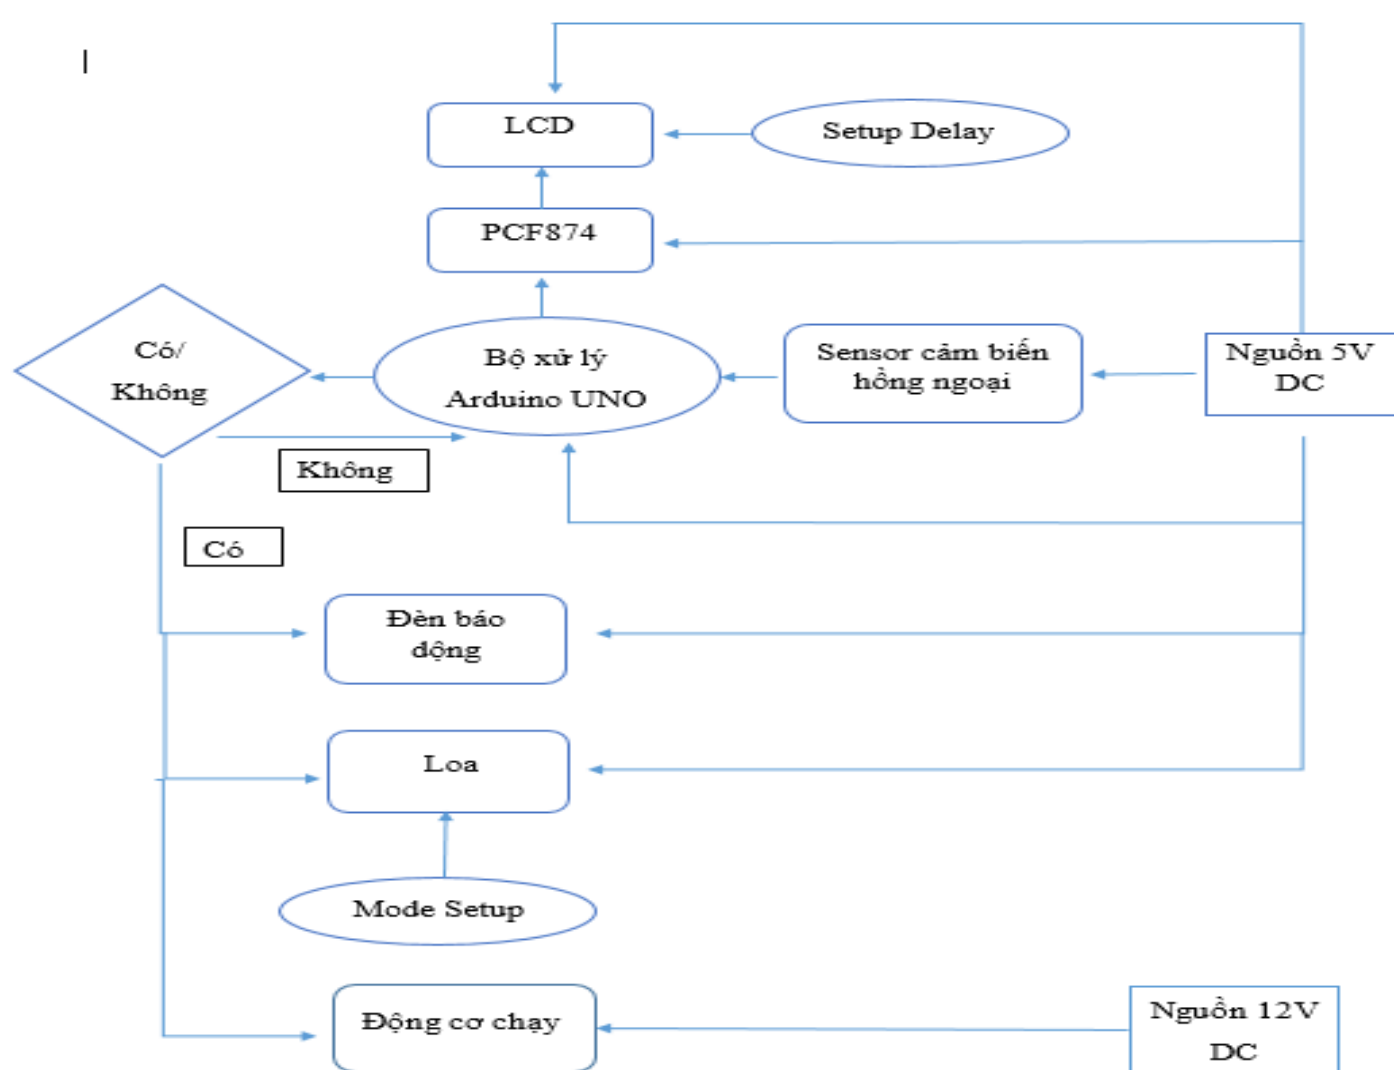 LCD
Setup Delay
PCF874
Có/
Không
Bộ xử lý
Arduino UNO
Sensor cảm biến
hồng ngoại
Nguồn 5V
DC
Không
Có
Đèn báo
dộng
Loa
Mode Setup
Động cơ chạy
Nguồn 12V
DC